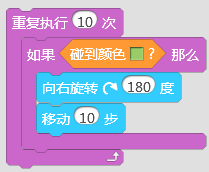 重复执行 10 次
如果 碰到颜色 ? 那么
向右旋转 180 度
移动 10 步